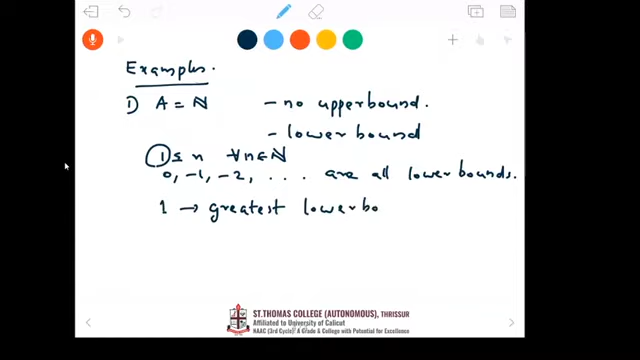 Examples.
1) A = ℕ - no upperbound.
- lowerbound
1 ≤ n ∀n∈ℕ
0, -1, -2, .... are all lowerbounds.
1 → greatest lowerbo
ST.THOMAS COLLEGE (AUTONOMOUS), THRISSUR
Affiliated to University of Calicut
NAAC (3rd Cycle) A Grade & College with Potential for Excellence